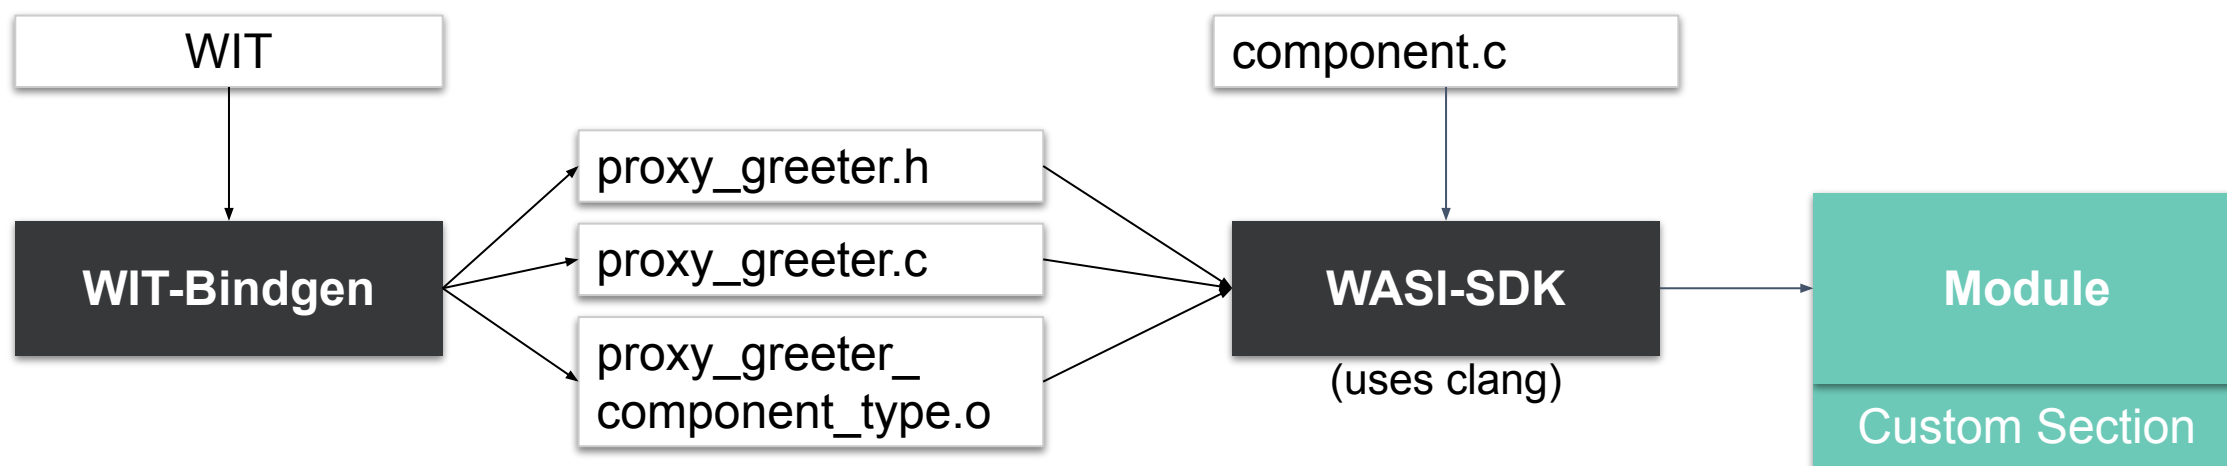 WIT
component.c
proxy_greeter.h
proxy_greeter.c
WIT-Bindgen
proxy_greeter_
component_type.o
WASI-SDK
(uses clang)
Module
Custom Section